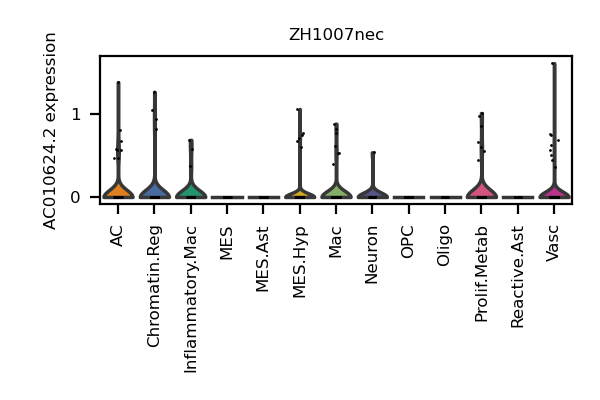 ZH1007nec
AC010624.2 expression
1
0
AC
Chromatin.Reg
Inflammatory.Mac
MES
MES.Ast
MES.Hyp
Mac
Neuron
OPC
Oligo
Prolif.Metab
Reactive.Ast
Vasc